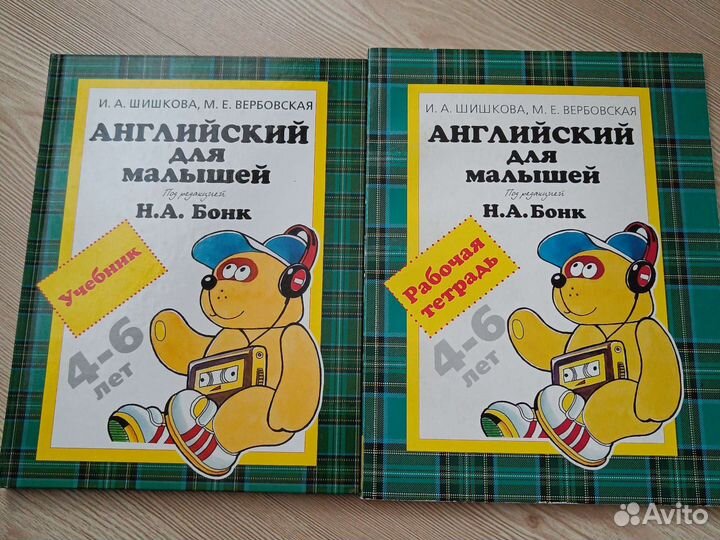 И. А. ШИШКОВА, М. Е. ВЕРБОВСКАЯ
АНГЛИЙСКИЙ
ДЛЯ
МАЛЫШЕЙ
Под редакцией
Н.А. Бонк
Учебник
4-6
лет
И. А. ШИШКОВА, М. Е. ВЕРБОВСКАЯ
АНГЛИЙСКИЙ
ДЛЯ
МАЛЫШЕЙ
Под редакцией
Н.А. Бонк
Рабочая
тетрадь
4-6
лет
Avito